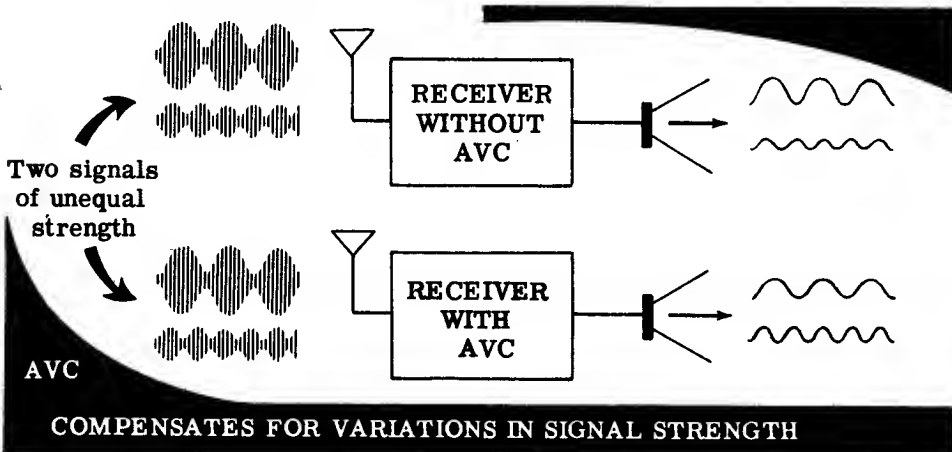 RECEIVER
WITHOUT
AVC
Two signals
of unequal
strength
RECEIVER
WITH
AVC
AVC
COMPENSATES FOR VARIATIONS IN SIGNAL STRENGTH